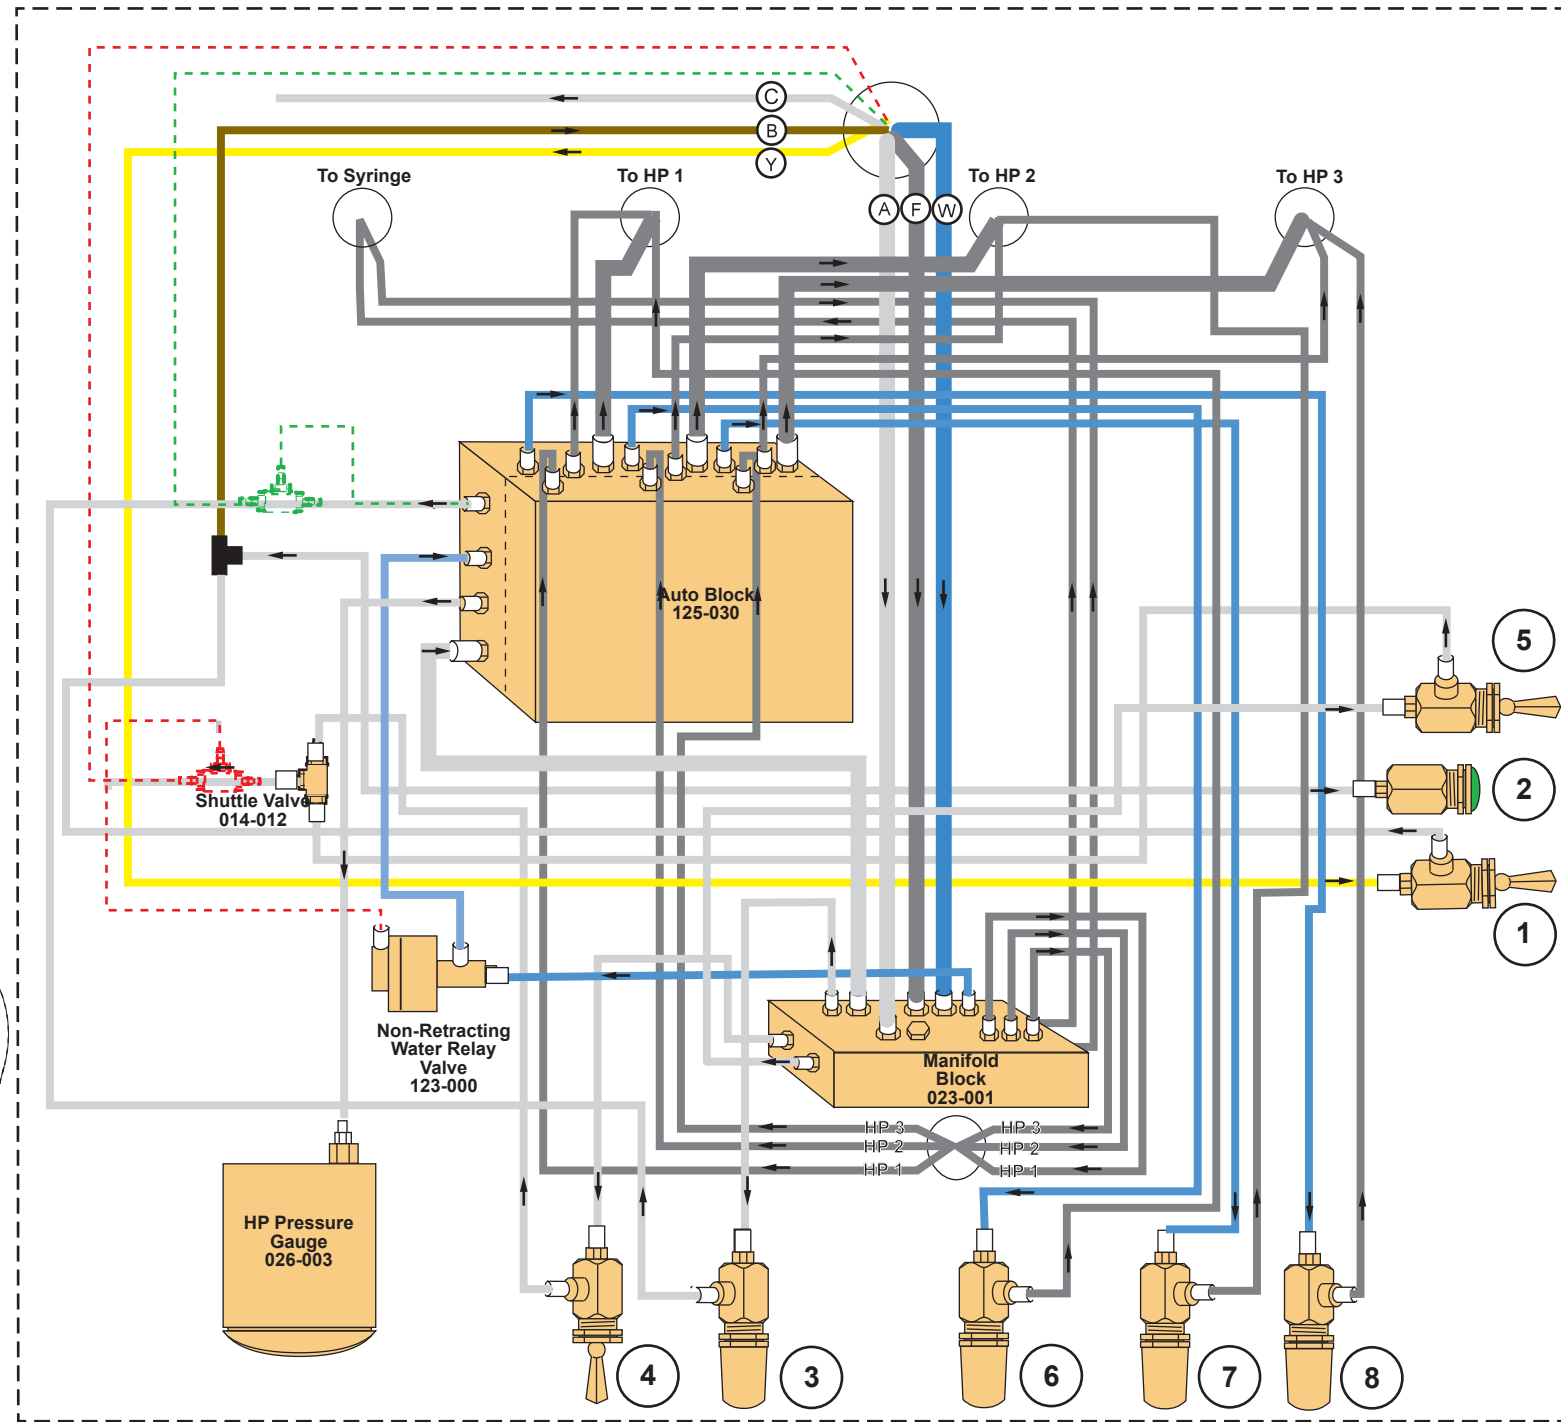 C
B
Y
To Syringe
To HP 1
To HP 2
To HP 3
A
F
W
Auto Block
125-030
5
2
Shuttle Valve
014-012
1
Non-Retracting
Water Relay
Valve
123-000
Manifold
Block
023-001
HP 3
HP 3
HP 2
HP 2
HP 1
HP 1
HP Pressure
Gauge
026-003
4
3
6
7
8